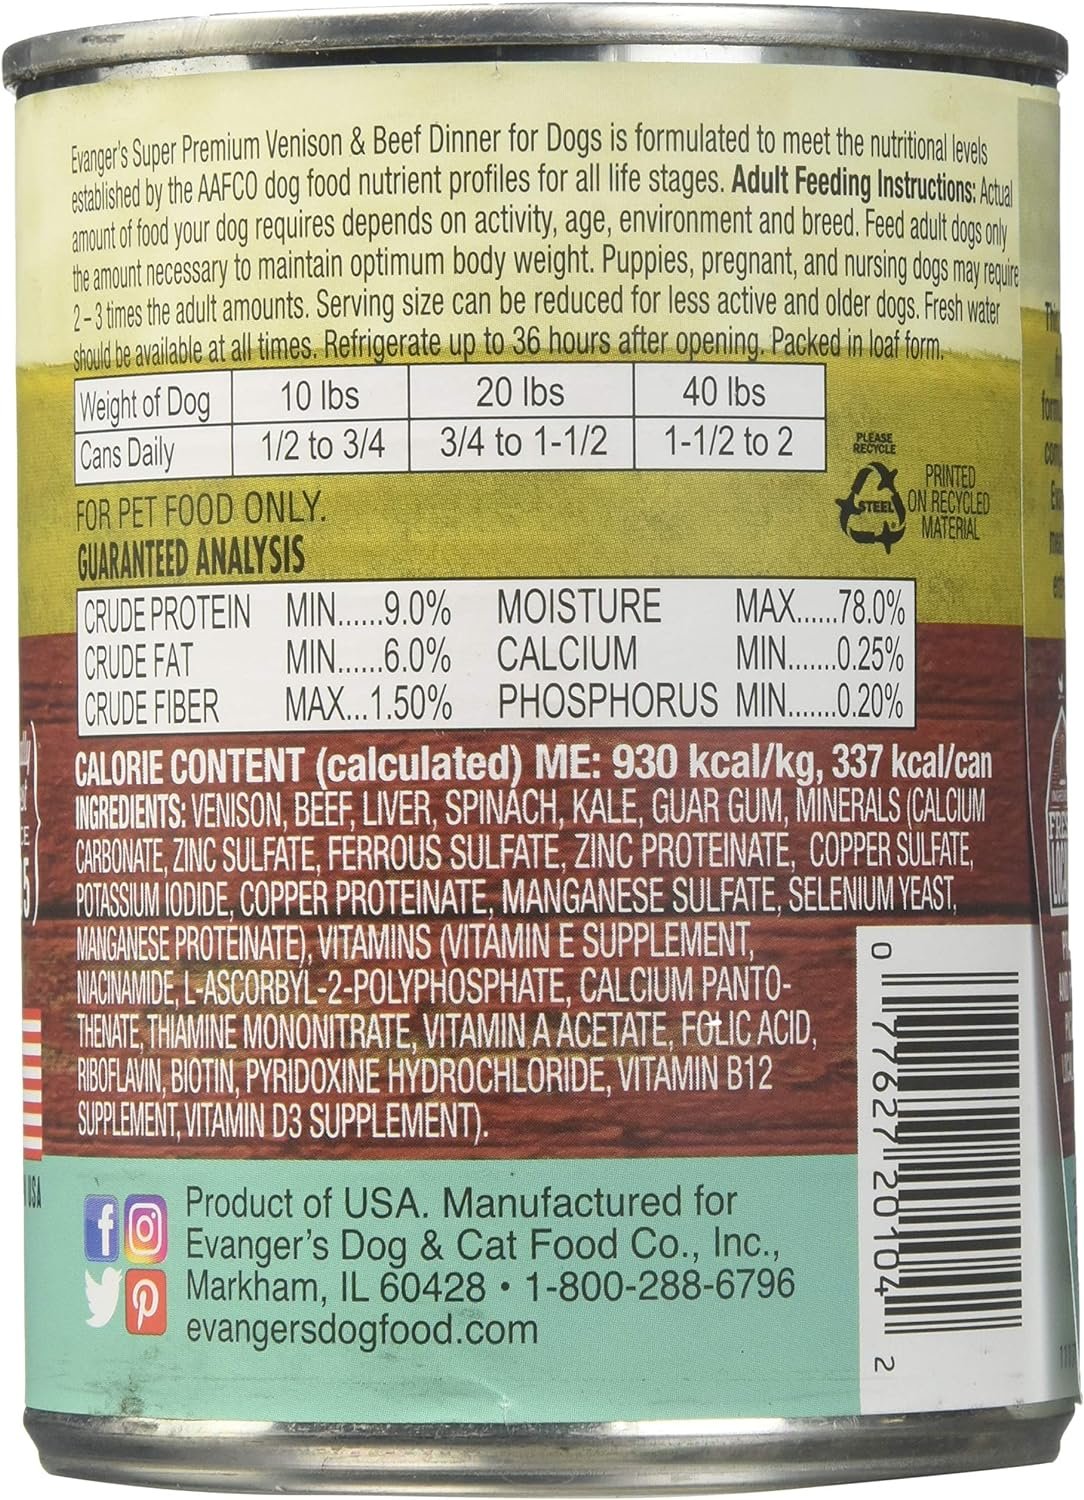 Evanger's Super Premium Venison & Beef Dinner for Dogs is formulated to meet the nutritional levels
established by the AAFCO dog food nutrient profiles for all life stages. Adult Feeding Instructions: Actual
amount of food your dog requires depends on activity, age, environment and breed. Feed adult dogs only
the amount necessary to maintain optimum body weight. Puppies, pregnant, and nursing dogs may require
2–3 times the adult amounts. Serving size can be reduced for less active and older dogs. Fresh water
should be available at all times. Refrigerate up to 36 hours after opening. Packed in loaf form.
Weight of Dog 10 lbs 20 lbs 40 lbs
Cans Daily 1/2 to 3/4 3/4 to 1-1/2 1-1/2 to 2
PLEASE
RECYCLE
STEEL
PRINTED
ON RECYCLED
MATERIAL
FOR PET FOOD ONLY.
GUARANTEED ANALYSIS
CRUDE PROTEIN MIN......9.0% MOISTURE MAX......78.0%
CRUDE FAT MIN......6.0% CALCIUM MIN.......0.25%
CRUDE FIBER MAX...1.50% PHOSPHORUS MIN.......0.20%
CALORIE CONTENT (calculated) ME: 930 kcal/kg, 337 kcal/can
INGREDIENTS: VENISON, BEEF, LIVER, SPINACH, KALE, GUAR GUM, MINERALS (CALCIUM
CARBONATE, ZINC SULFATE, FERROUS SULFATE, ZINC PROTEINATE, COPPER SULFATE,
POTASSIUM IODIDE, COPPER PROTEINATE, MANGANESE SULFATE, SELENIUM YEAST,
MANGANESE PROTEINATE), VITAMINS (VITAMIN E SUPPLEMENT,
NIACINAMIDE, L-ASCORBYL-2-POLYPHOSPHATE, CALCIUM PANTO-
THENATE, THIAMINE MONONITRATE, VITAMIN A ACETATE, FOLIC ACID,
RIBOFLAVIN, BIOTIN, PYRIDOXINE HYDROCHLORIDE, VITAMIN B12
SUPPLEMENT, VITAMIN D3 SUPPLEMENT).
Product of USA. Manufactured for
Evanger's Dog & Cat Food Co., Inc.,
Markham, IL 60428 • 1-800-288-6796
evangersdogfood.com
0 77627 20104 2
USA